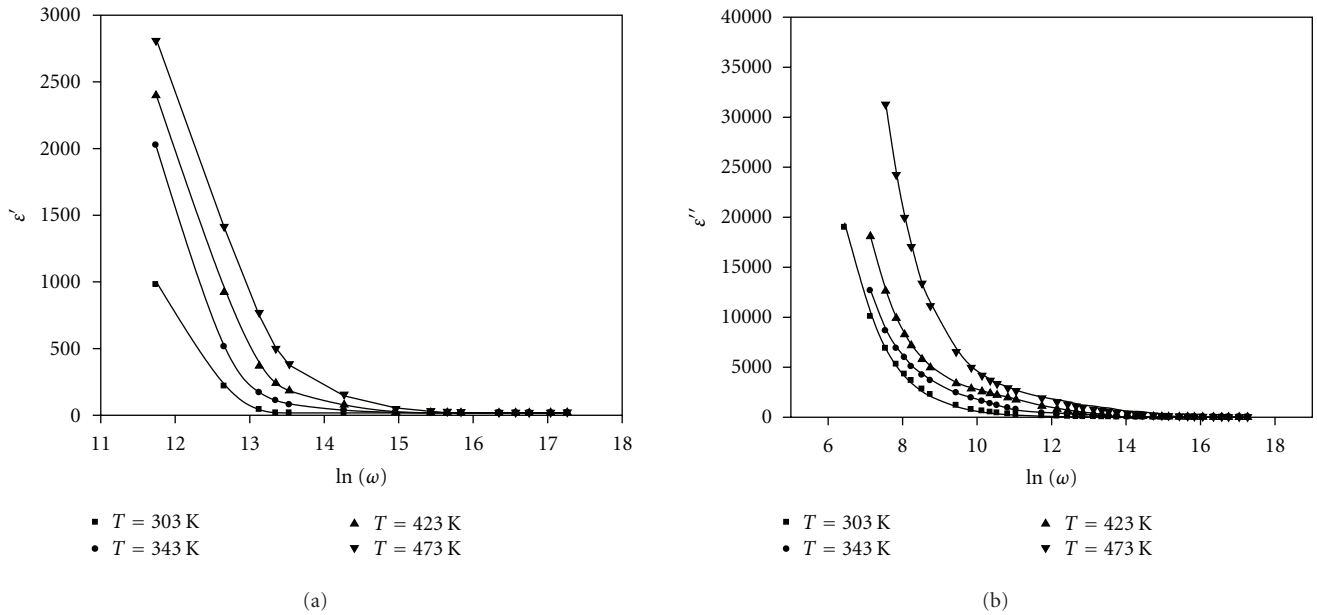 3000
2500
2000
1500
1000
500
0
ε′
11 12 13 14 15 16 17 18
ln (ω)
T = 303 K
T = 343 K
T = 423 K
T = 473 K
(a)
40000
35000
30000
25000
20000
15000
10000
5000
0
ε′′
6 8 10 12 14 16 18
ln (ω)
T = 303 K
T = 343 K
T = 423 K
T = 473 K
(b)